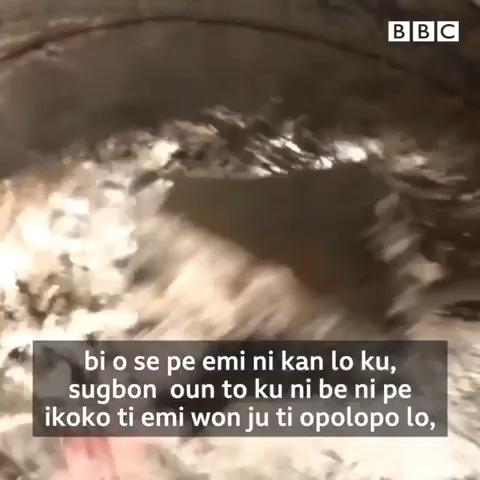 BBC
bi o se pe emi ni kan lo ku,
sugbon  oun to ku ni be ni pe
ikoko ti emi won ju ti opolopo lo,